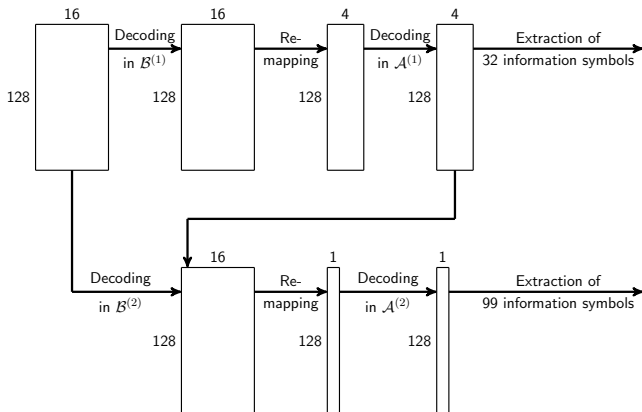 16 16 4 4
Decoding Re- Decoding Extraction of
in 𝓑⁽¹⁾ mapping in 𝓐⁽¹⁾ 32 information symbols
128 128 128 128
16 1 1
Decoding Re- Decoding Extraction of
in 𝓑⁽²⁾ mapping in 𝓐⁽²⁾ 99 information symbols
128 128 128